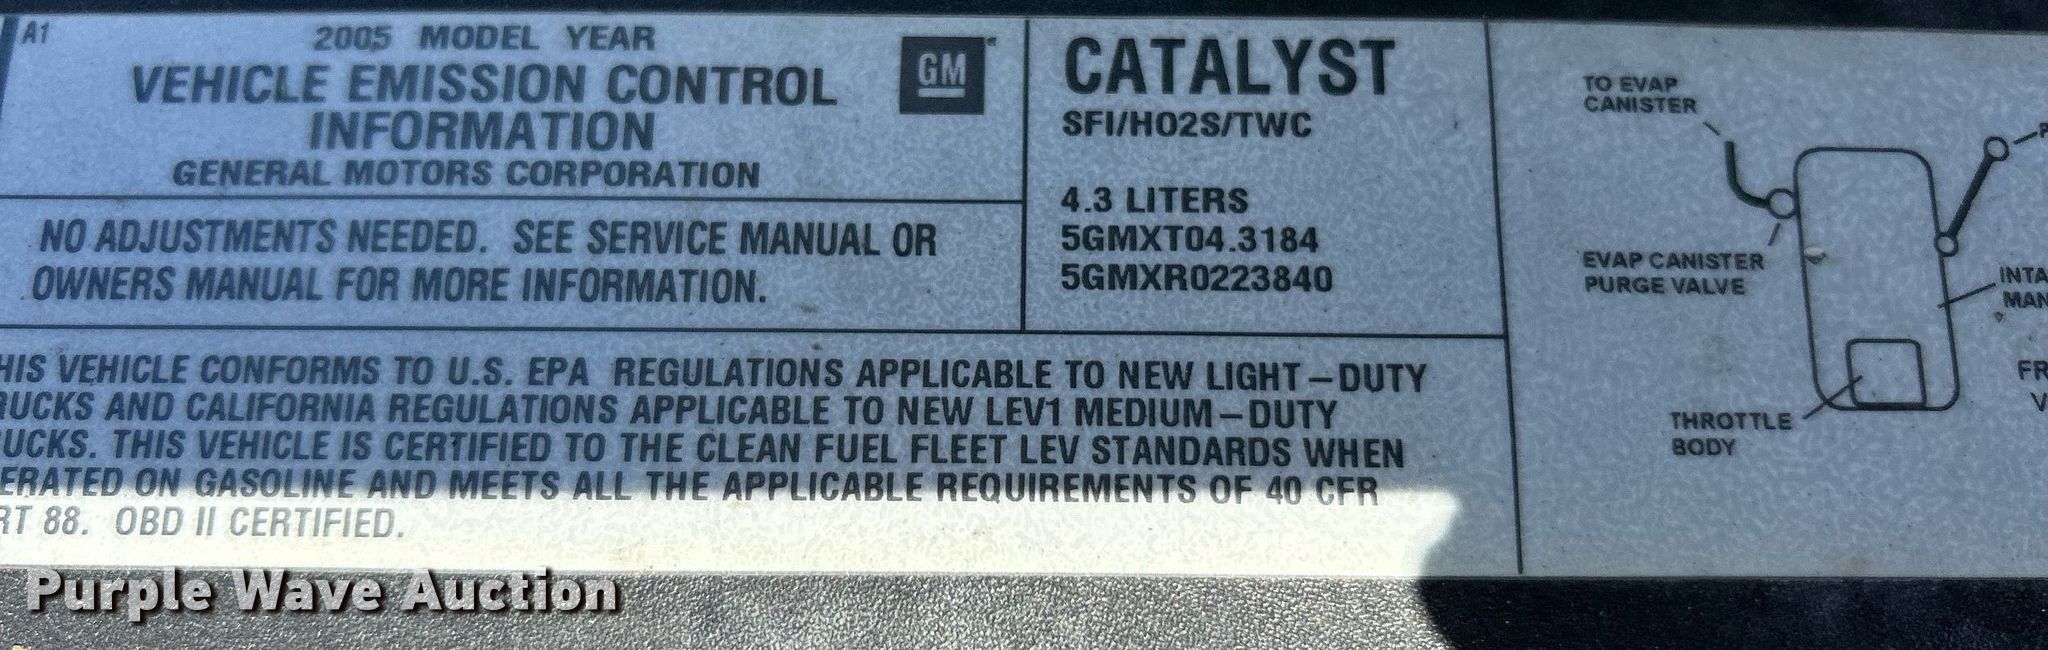 A1
2005 MODEL YEAR
VEHICLE EMISSION CONTROL
INFORMATION
GENERAL MOTORS CORPORATION
GM
NO ADJUSTMENTS NEEDED. SEE SERVICE MANUAL OR
OWNERS MANUAL FOR MORE INFORMATION.
CATALYST
SFI/HO2S/TWC
4.3 LITERS
5GMXT04.3184
5GMXR0223840
HIS VEHICLE CONFORMS TO U.S. EPA REGULATIONS APPLICABLE TO NEW LIGHT-DUTY
RUCKS AND CALIFORNIA REGULATIONS APPLICABLE TO NEW LEV1 MEDIUM-DUTY
UCKS. THIS VEHICLE IS CERTIFIED TO THE CLEAN FUEL FLEET LEV STANDARDS WHEN
ERATED ON GASOLINE AND MEETS ALL THE APPLICABLE REQUIREMENTS OF 40 CFR
RT 88. OBD II CERTIFIED.
TO EVAP
CANISTER
P
EVAP CANISTER
PURGE VALVE
INTA
MAN
FR
V
THROTTLE
BODY
Purple Wave Auction